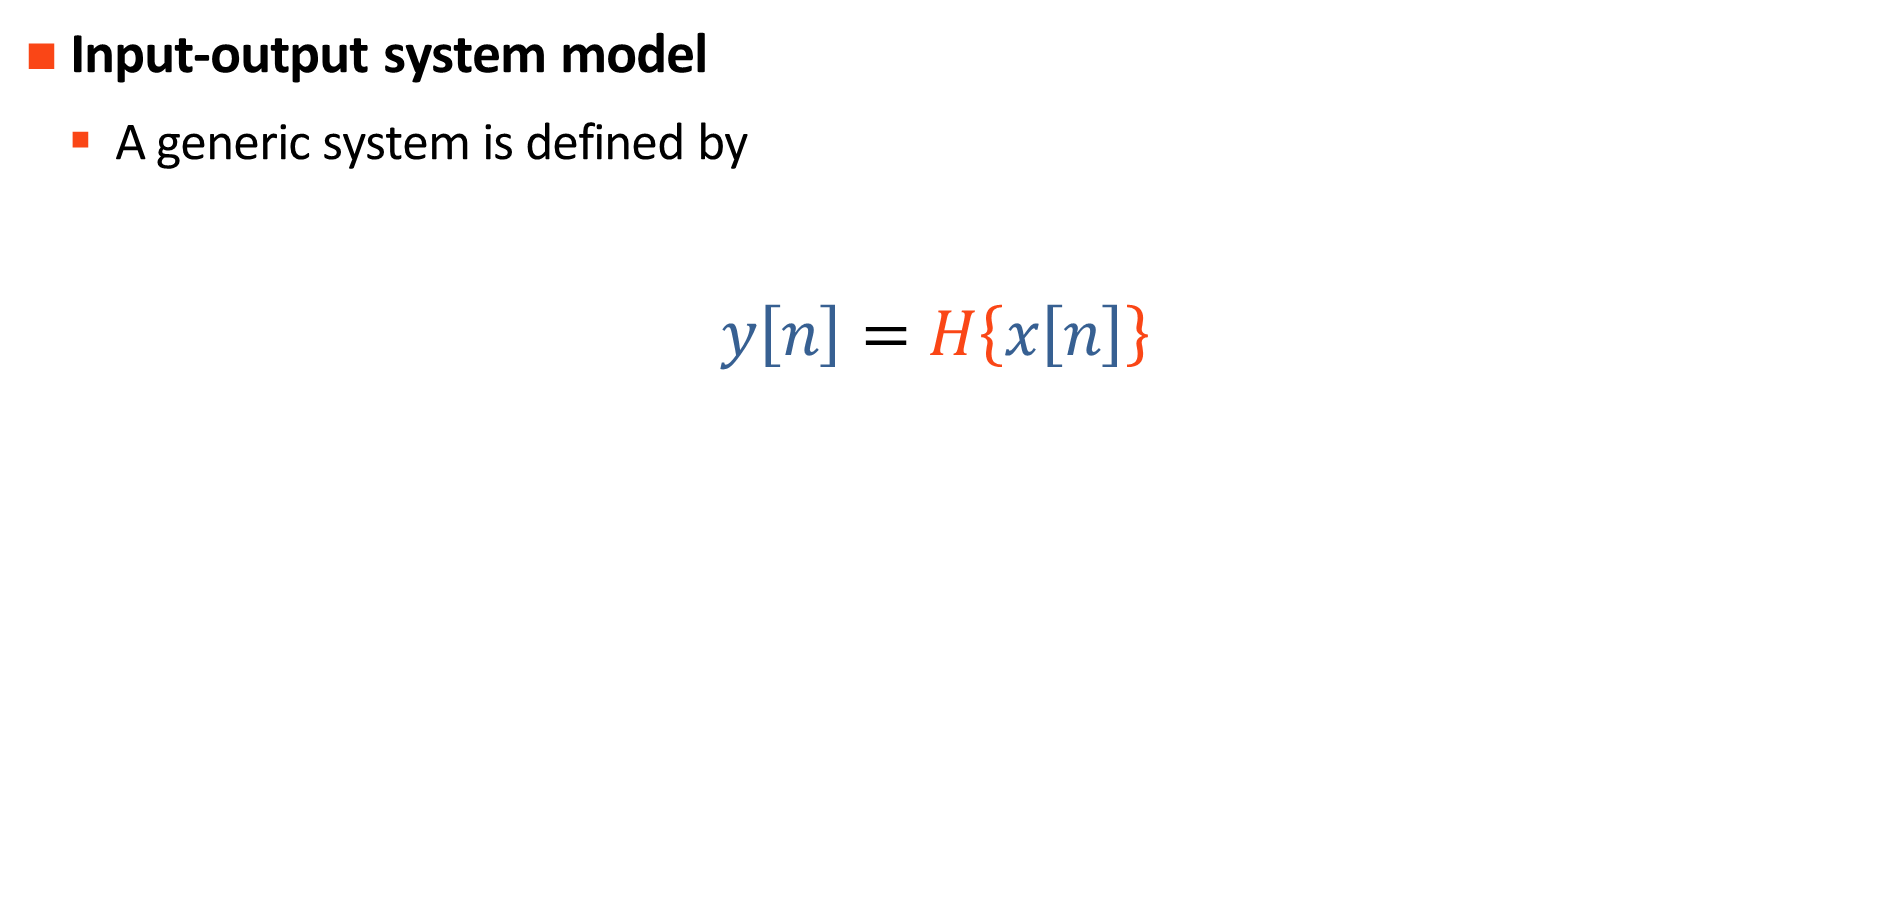 Input-output system model
A generic system is defined by
y[n] = H{x[n]}